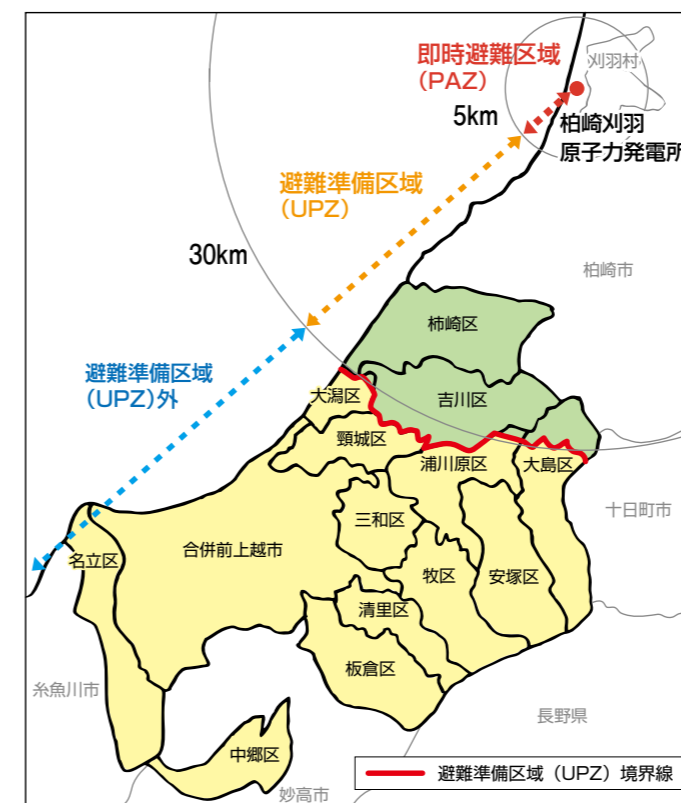 即時避難区域
(PAZ)
刈羽村
5km
柏崎刈羽
原子力発電所
避難準備区域
(UPZ)
30km
柏崎市
柿崎区
避難準備区域
(UPZ)外
大潟区
吉川区
頸城区
浦川原区
大島区
十日町市
三和区
合併前上越市
名立区
牧区
安塚区
清里区
板倉区
糸魚川市
長野県
中郷区
妙高市
避難準備区域（UPZ）境界線